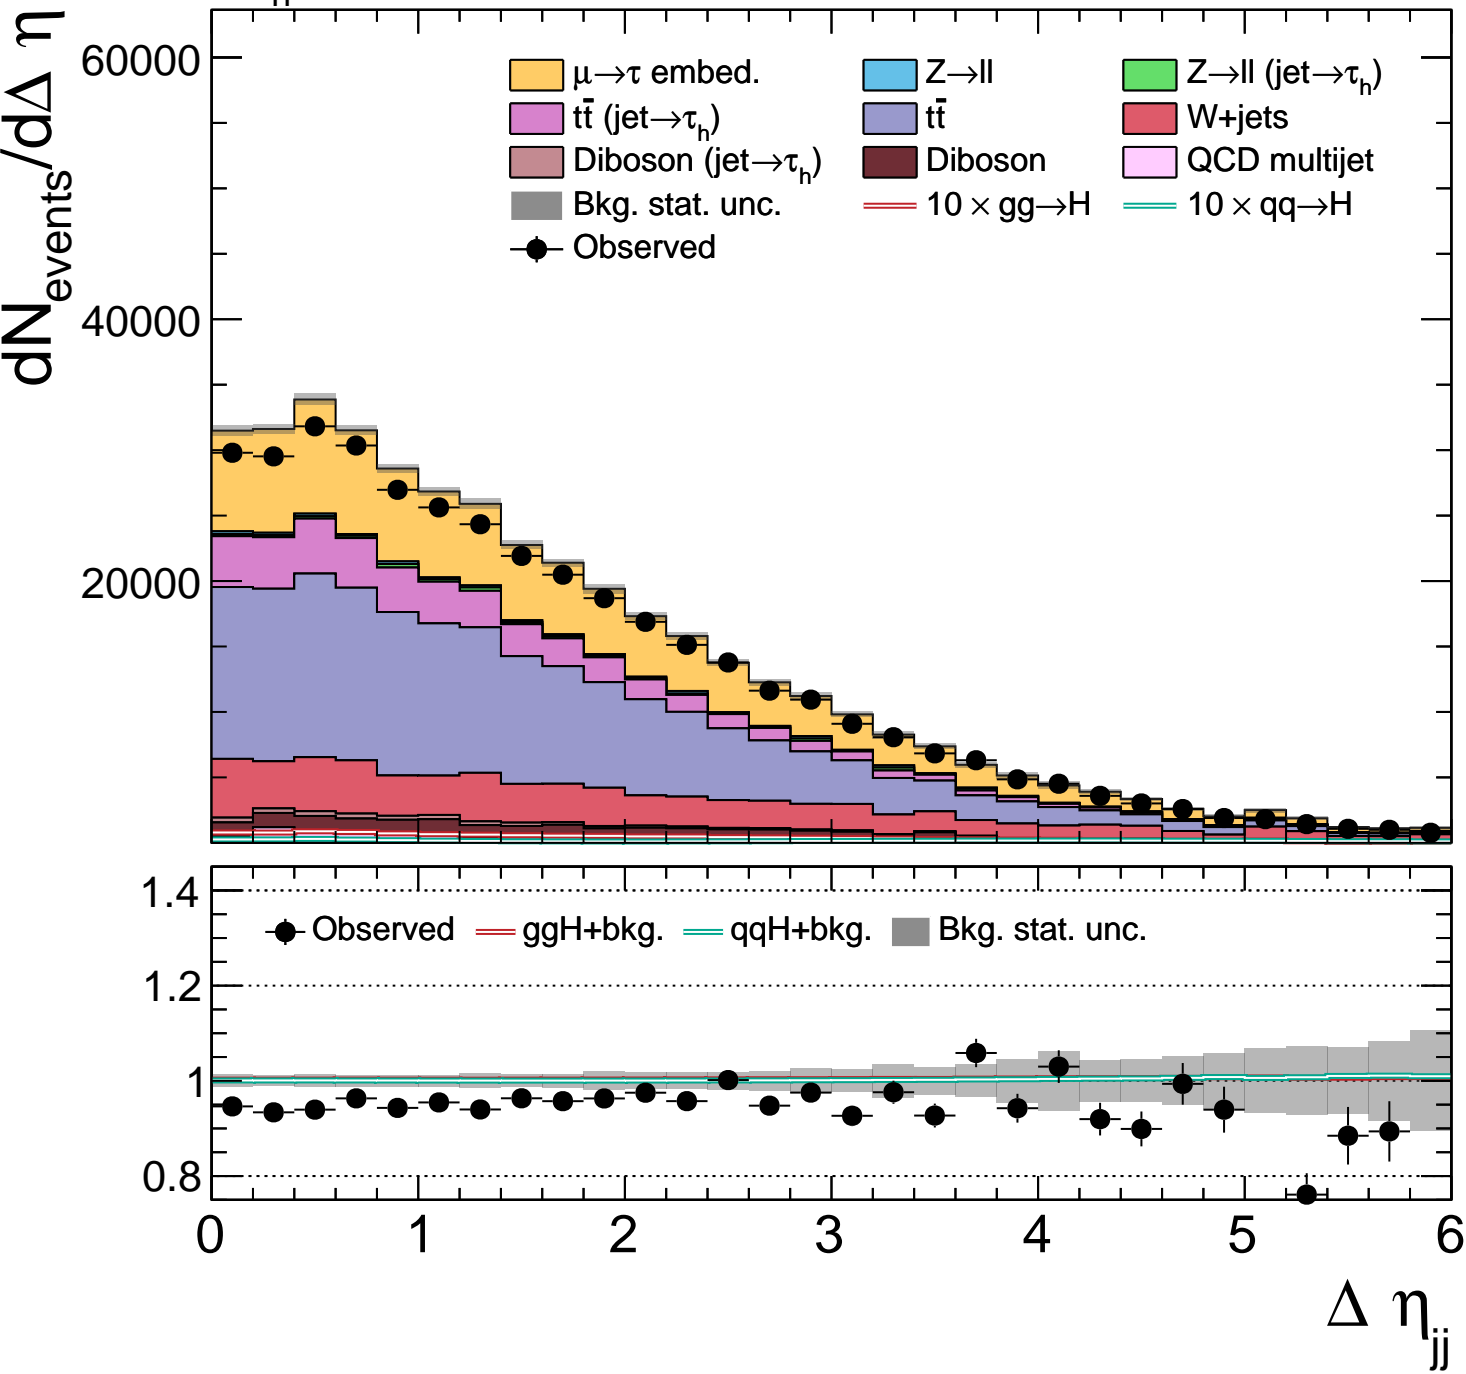 dN_events/dΔ η
60000
40000
20000
μ→τ embed.
Z→ll
Z→ll (jet→τ_h)
tt̄ (jet→τ_h)
tt̄
W+jets
Diboson (jet→τ_h)
Diboson
QCD multijet
Bkg. stat. unc.
10 × gg→H
10 × qq→H
Observed
1.4
1.2
1
0.8
Observed
ggH+bkg.
qqH+bkg.
Bkg. stat. unc.
0
1
2
3
4
5
6
Δ η_jj